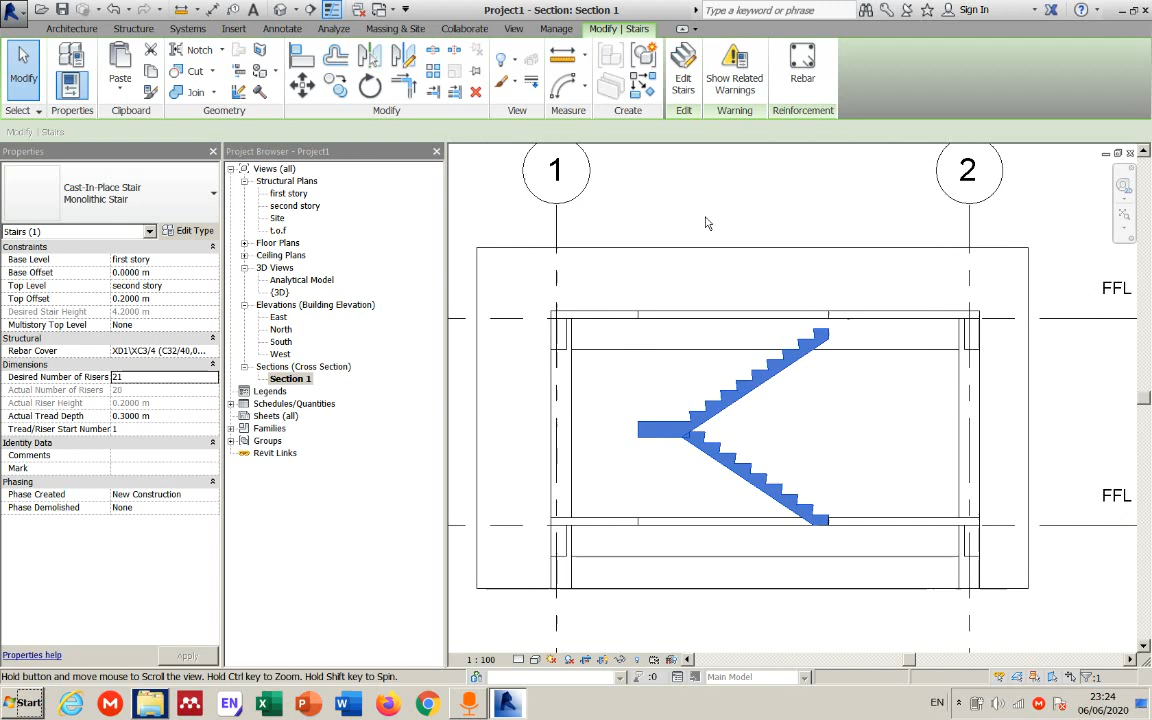 Project1 - Section: Section 1
Type a keyword or phrase
Sign In
Architecture
Structure
Systems
Insert
Annotate
Analyze
Massing & Site
Collaborate
View
Manage
Modify | Stairs
Modify
Select
Properties
Paste
Clipboard
Notch
Cut
Join
Geometry
Modify
View
Measure
Create
Edit Stairs
Edit
Show Related Warnings
Warning
Rebar
Reinforcement
Modify | Stairs
Properties
Project Browser - Project1
Cast-In-Place Stair
Monolithic Stair
Stairs (1)
Edit Type
Constraints
Base Level first story
Base Offset 0.0000 m
Top Level second story
Top Offset 0.2000 m
Desired Stair Height 4.2000 m
Multistory Top Level None
Structural
Rebar Cover XD1\XC3/4 (C32/40,0...
Dimensions
Desired Number of Risers 21
Actual Number of Risers 20
Actual Riser Height 0.2000 m
Actual Tread Depth 0.3000 m
Tread/Riser Start Number 1
Identity Data
Comments
Mark
Phasing
Phase Created New Construction
Phase Demolished None
Properties help
Apply
Views (all)
Structural Plans
first story
second story
Site
t.o.f
Floor Plans
Ceiling Plans
3D Views
Analytical Model
{3D}
Elevations (Building Elevation)
East
North
South
West
Sections (Cross Section)
Section 1
Legends
Schedules/Quantities
Sheets (all)
Families
Groups
Revit Links
1
2
FFL
FFL
1 : 100
Hold button and move mouse to Scroll the view. Hold Ctrl key to Zoom. Hold Shift key to Spin.
:0
Main Model
:1
Start
EN
23:24
06/06/2020